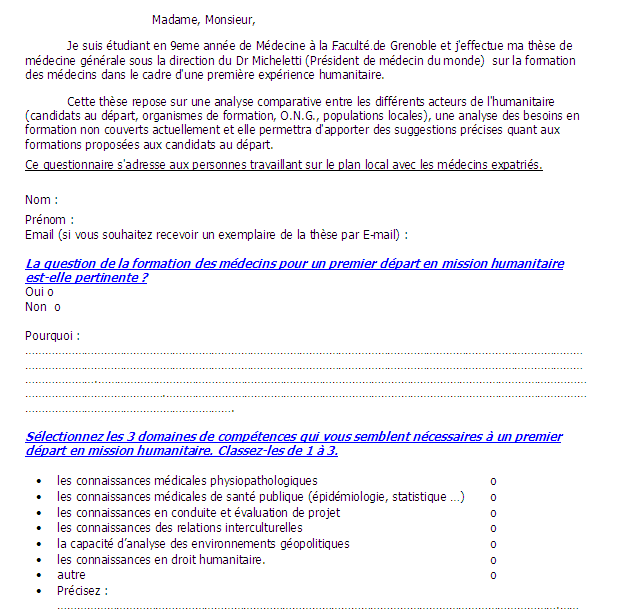 Madame, Monsieur,
Je suis étudiant en 9eme année de Médecine à la Faculté de Grenoble et j'effectue ma thèse de
médecine générale sous la direction du Dr Micheletti (Président de médecin du monde) sur la formation
des médecins dans le cadre d'une première expérience humanitaire.
Cette thèse repose sur une analyse comparative entre les différents acteurs de l'humanitaire
(candidats au départ, organismes de formation, O.N.G., populations locales), une analyse des besoins en
formation non couverts actuellement et elle permettra d'apporter des suggestions précises quant aux
formations proposées aux candidats au départ.
Ce questionnaire s'adresse aux personnes travaillant sur le plan local avec les médecins expatriés.
Nom :
Prénom :
Email (si vous souhaitez recevoir un exemplaire de la thèse par E-mail) :
La question de la formation des médecins pour un premier départ en mission humanitaire
est-elle pertinente ?
Oui o
Non o
Pourquoi :
Sélectionnez les 3 domaines de compétences qui vous semblent nécessaires à un premier
départ en mission humanitaire. Classez-les de 1 à 3.
• les connaissances médicales physiopathologiques o
• les connaissances médicales de santé publique (épidémiologie, statistique ...) o
• les connaissances en conduite et évaluation de projet o
• les connaissances des relations interculturelles o
• la capacité d'analyse des environnements géopolitiques o
• les connaissances en droit humanitaire. o
• autre o
• Précisez :